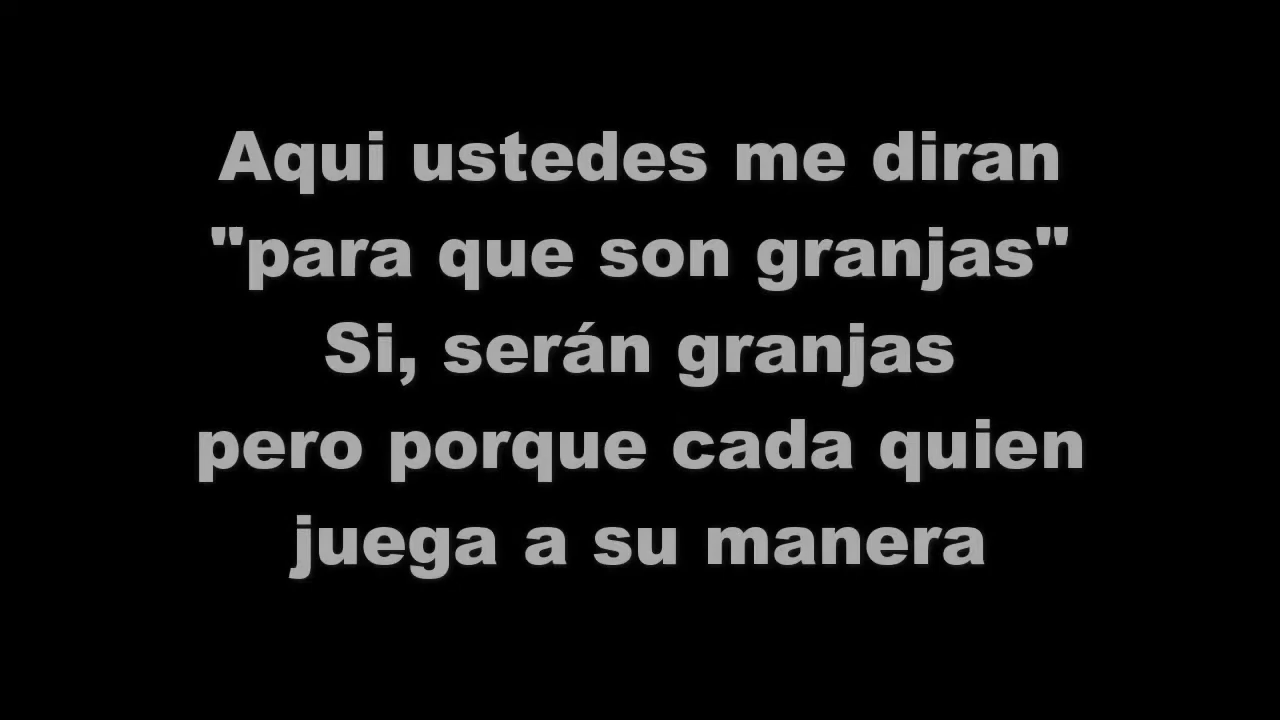 Aqui ustedes me diran
"para que son granjas"
Si, serán granjas
pero porque cada quien
juega a su manera